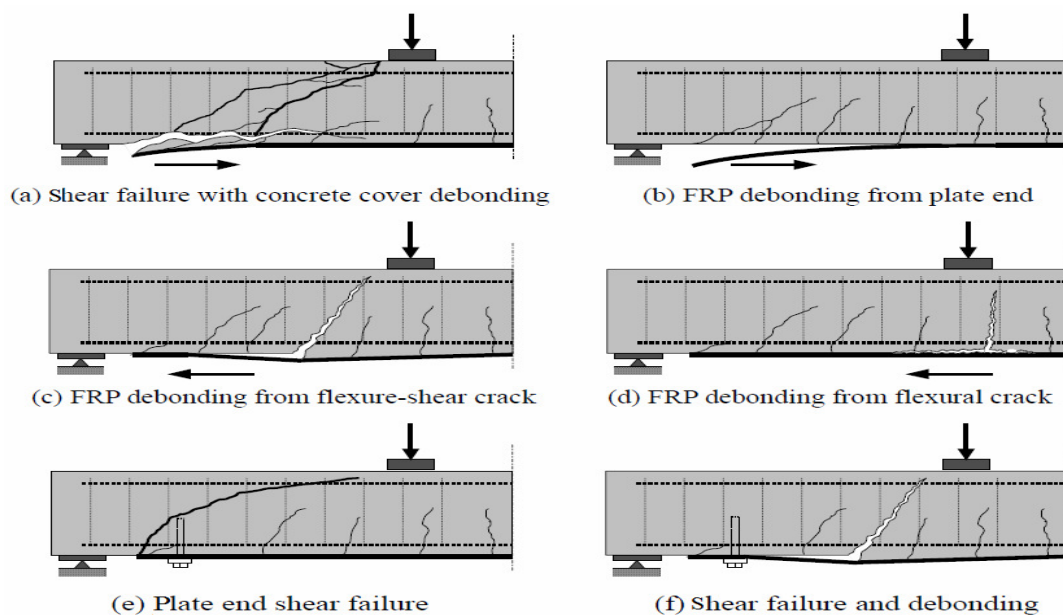 (a) Shear failure with concrete cover debonding
(b) FRP debonding from plate end
(c) FRP debonding from flexure-shear crack
(d) FRP debonding from flexural crack
(e) Plate end shear failure
(f) Shear failure and debonding